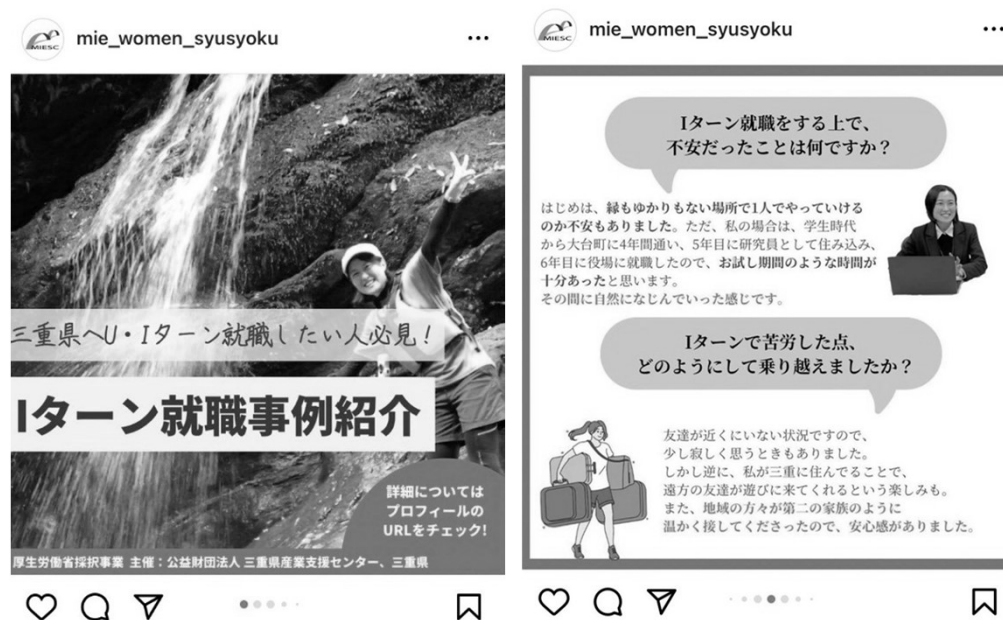 MIESC
mie_women_syusyoku
三重県へU・Iターン就職したい人必見！
Iターン就職事例紹介
詳細については
プロフィールの
URLをチェック!
厚生労働省採択事業 主催：公益財団法人 三重県産業支援センター、三重県
MIESC
mie_women_syusyoku
Iターン就職をする上で、
不安だったことは何ですか？
はじめは、縁もゆかりもない場所で1人でやっていける
のか不安もありました。ただ、私の場合は、学生時代
から大台町に4年間通い、5年目に研究員として住み込み、
6年目に役場に就職したので、お試し期間のような時間が
十分あったと思います。
その間に自然になじんでいった感じです。
Iターンで苦労した点、
どのようにして乗り越えましたか？
友達が近くにいない状況ですので、
少し寂しく思うときもありました。
しかし逆に、私が三重に住んでることで、
遠方の友達が遊びに来てくれるという楽しみも。
また、地域の方々が第二の家族のように
温かく接してくださったので、安心感がありました。